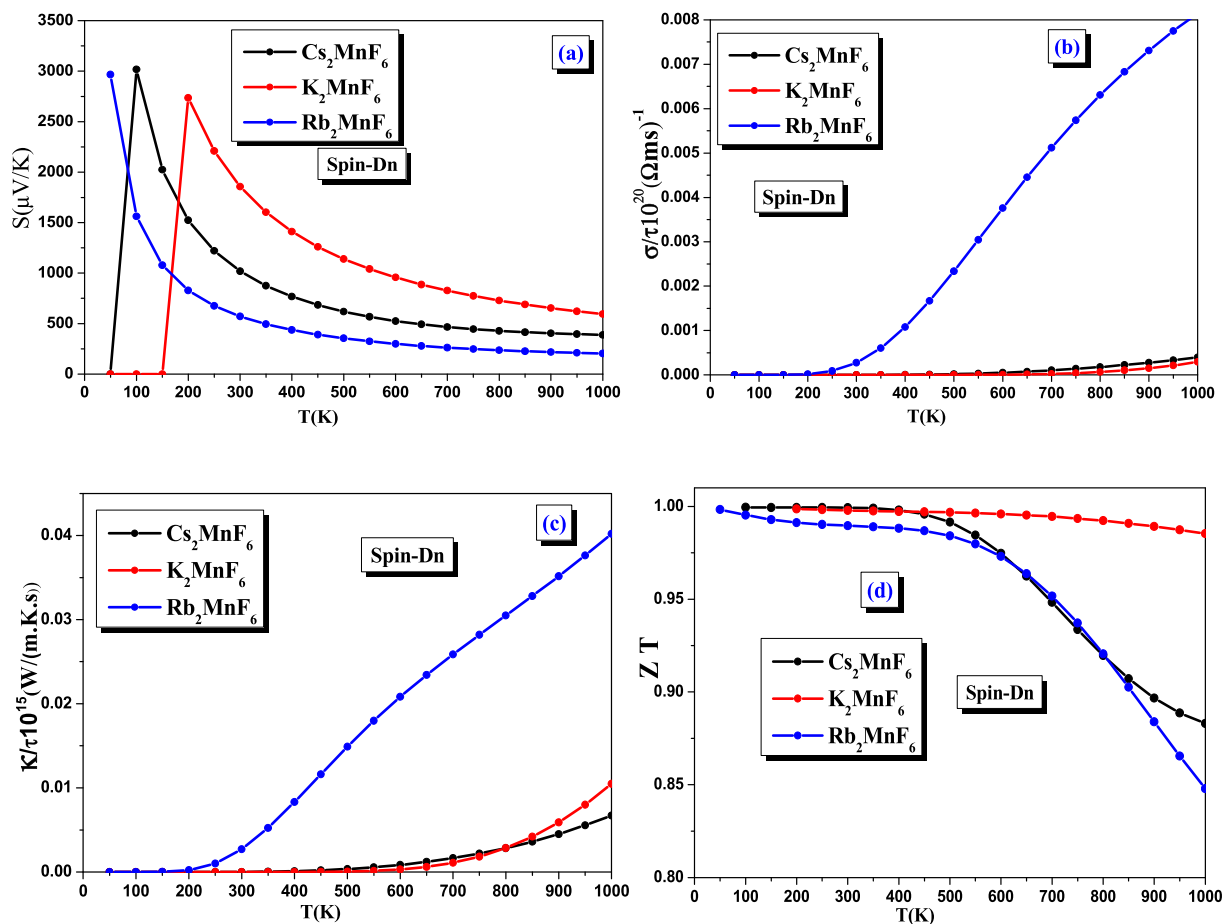 (a)
Cs₂MnF₆
K₂MnF₆
Rb₂MnF₆
Spin-Dn
S(µV/K)
3500
3000
2500
2000
1500
1000
500
0
0 100 200 300 400 500 600 700 800 900 1000
T(K)
(b)
Cs₂MnF₆
K₂MnF₆
Rb₂MnF₆
Spin-Dn
σ/τ10²⁰(Ωms)⁻¹
0.008
0.007
0.006
0.005
0.004
0.003
0.002
0.001
0.000
0 100 200 300 400 500 600 700 800 900 1000
T(K)
(c)
Cs₂MnF₆
K₂MnF₆
Rb₂MnF₆
Spin-Dn
κ/τ10¹⁵(W/(m.K.s))
0.04
0.03
0.02
0.01
0.00
0 100 200 300 400 500 600 700 800 900 1000
T(K)
(d)
Cs₂MnF₆
K₂MnF₆
Rb₂MnF₆
Spin-Dn
Z T
1.00
0.95
0.90
0.85
0.80
0 100 200 300 400 500 600 700 800 900 1000
T(K)